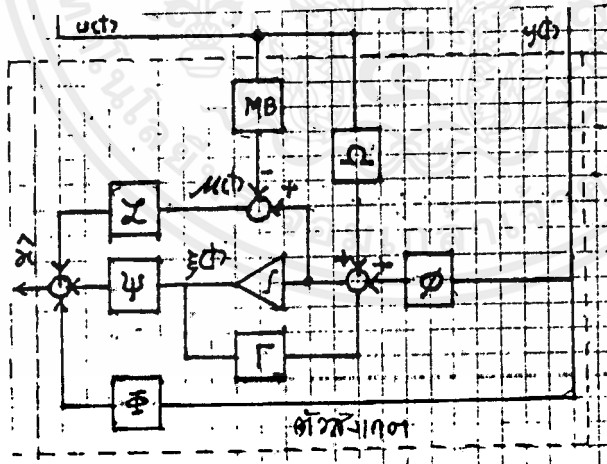 u(t)
y(t)
MB
Ω
-
μ(t)
+
L
x̂
ξ(t)
+
+
Ψ
∫
φ
Γ
Φ
ตัวสังเกต